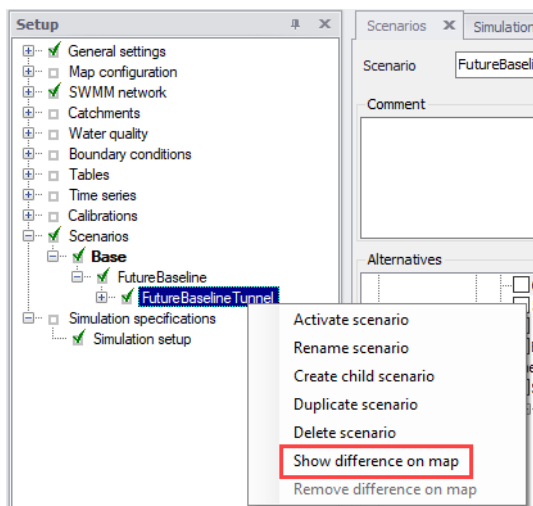 Setup
General settings
Map configuration
SWMM network
Catchments
Water quality
Boundary conditions
Tables
Time series
Calibrations
Scenarios
Base
FutureBaseline
FutureBaselineTunnel
Simulation specifications
Simulation setup
Scenarios
Simulation
Scenario
FutureBaseli
Comment
Alternatives
Activate scenario
Rename scenario
Create child scenario
Duplicate scenario
Delete scenario
Show difference on map
Remove difference on map